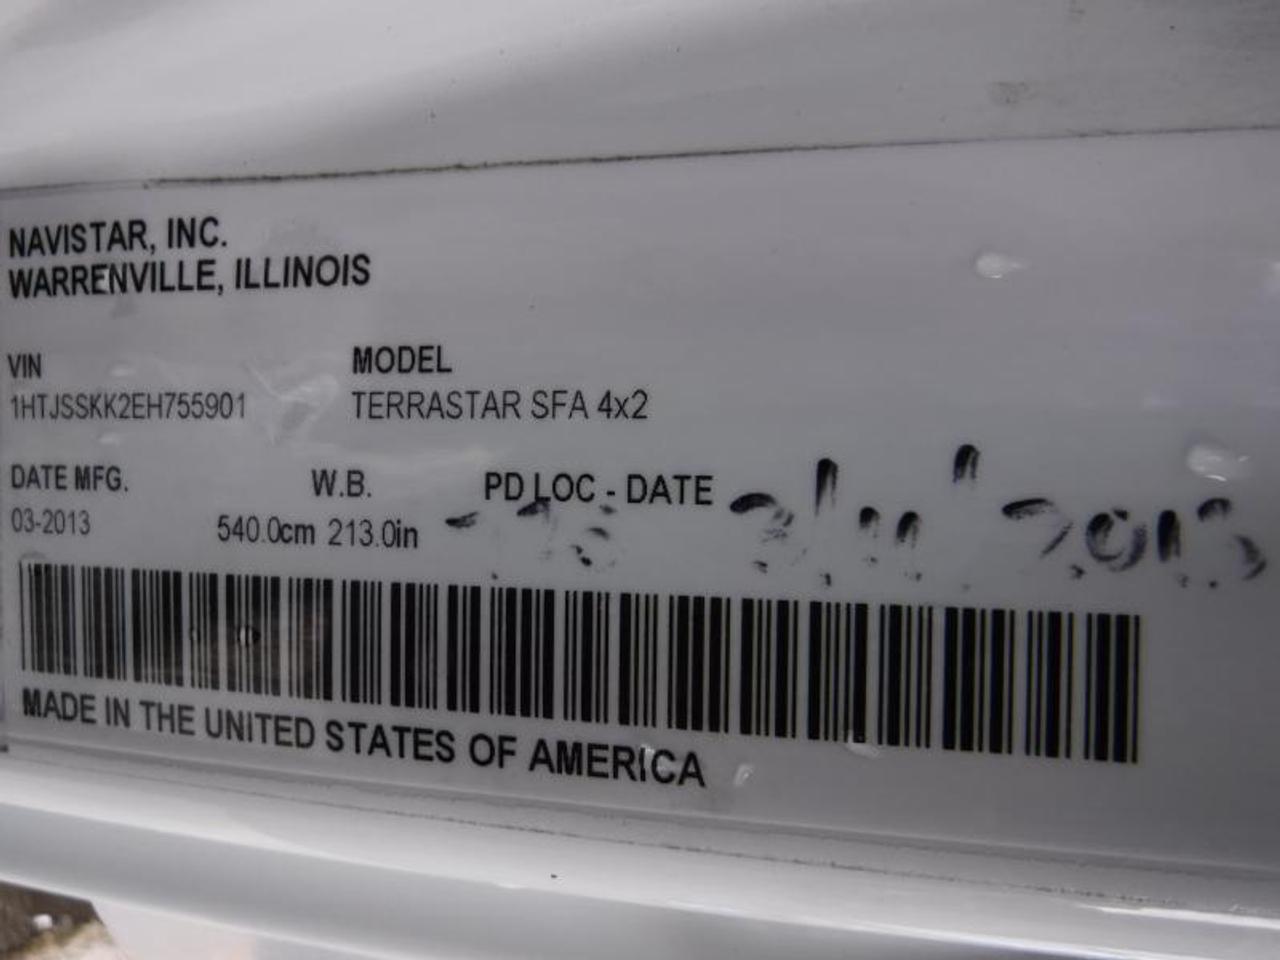 NAVISTAR, INC.
WARRENVILLE, ILLINOIS
VIN MODEL
1HTJSSKK2EH755901 TERRASTAR SFA 4x2
DATE MFG. W.B. PD LOC - DATE
03-2013 540.0cm 213.0in 2013
MADE IN THE UNITED STATES OF AMERICA